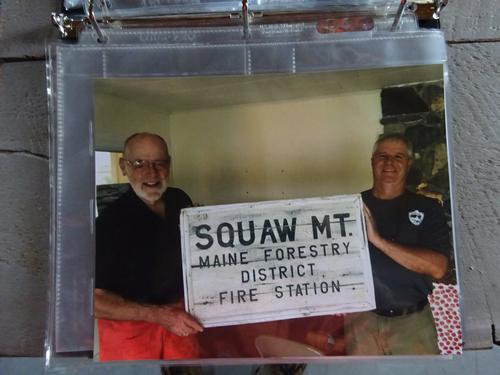 SQUAW MT.
MAINE FORESTRY
DISTRICT
FIRE STATION